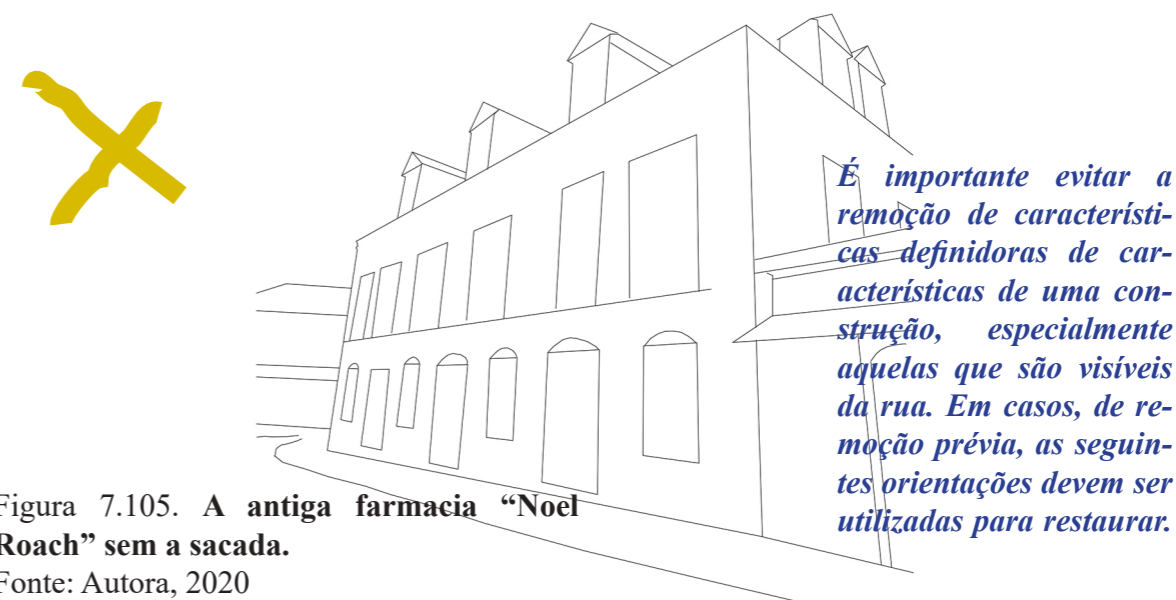 É importante evitar a
remoção de característi-
cas definidoras de car-
acterísticas de uma con-
strução, especialmente
aquelas que são visíveis
da rua. Em casos, de re-
moção prévia, as seguin-
tes orientações devem ser
utilizadas para restaurar.
Figura 7.105. A antiga farmacia “Noel
Roach” sem a sacada.
Fonte: Autora, 2020